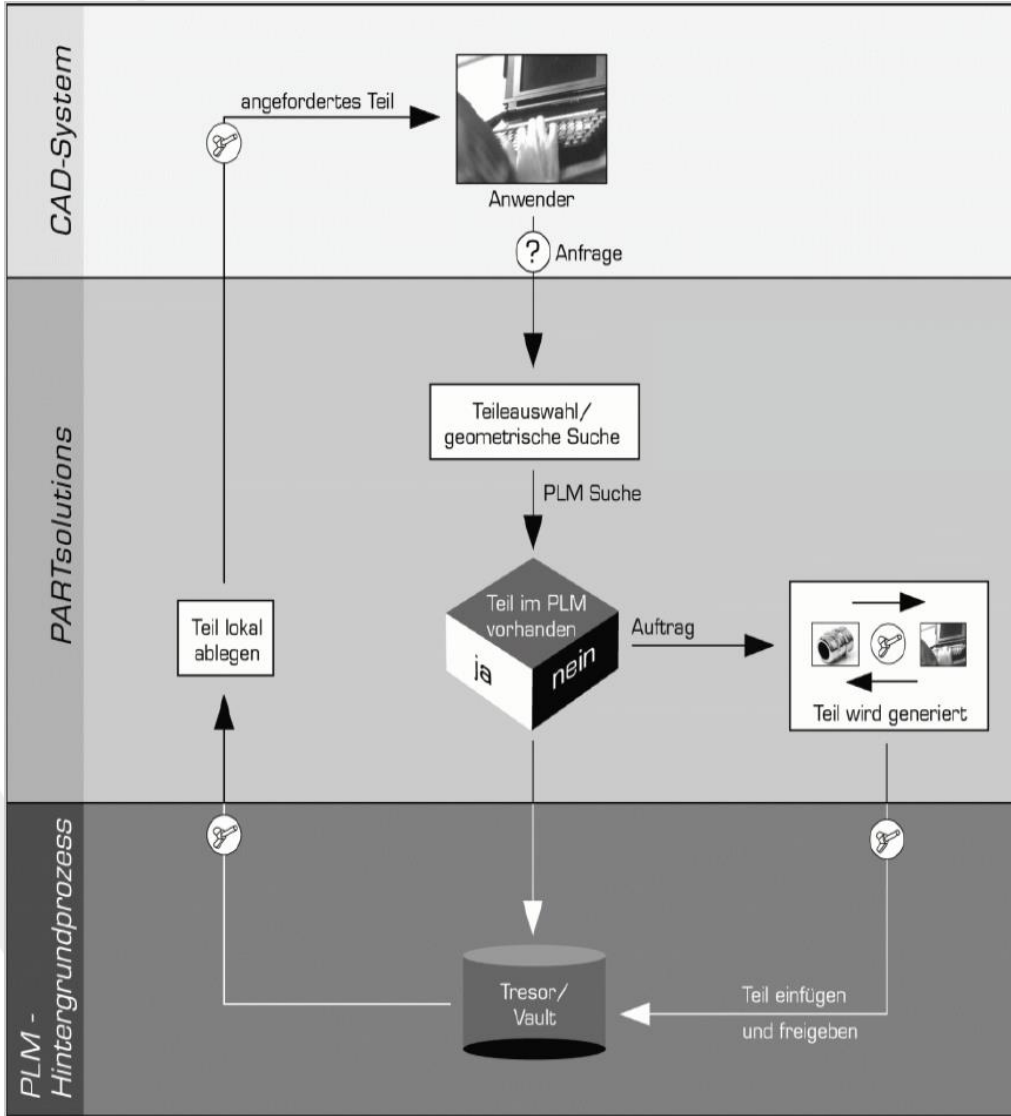 CAD-System
angefordertes Teil
Anwender
?
Anfrage
PARTsolutions
Teileauswahl/
geometrische Suche
PLM Suche
Teil im PLM
vorhanden
ja
nein
Auftrag
Teil wird generiert
Teil lokal
ablegen
PLM -
Hintergrundprozess
Tresor/
Vault
Teil einfügen
und freigeben